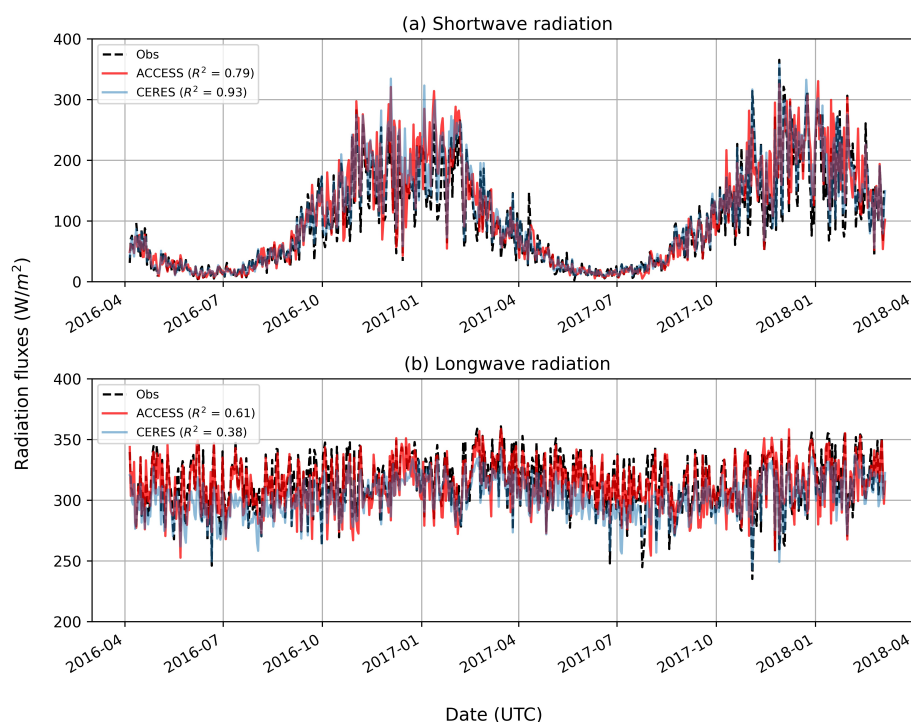 (a) Shortwave radiation
400
300
200
100
0
Obs
ACCESS (R² = 0.79)
CERES (R² = 0.93)
2016-04
2016-07
2016-10
2017-01
2017-04
2017-07
2017-10
2018-01
2018-04
Radiation fluxes (W/m²)
(b) Longwave radiation
400
350
300
250
200
Obs
ACCESS (R² = 0.61)
CERES (R² = 0.38)
2016-04
2016-07
2016-10
2017-01
2017-04
2017-07
2017-10
2018-01
2018-04
Date (UTC)